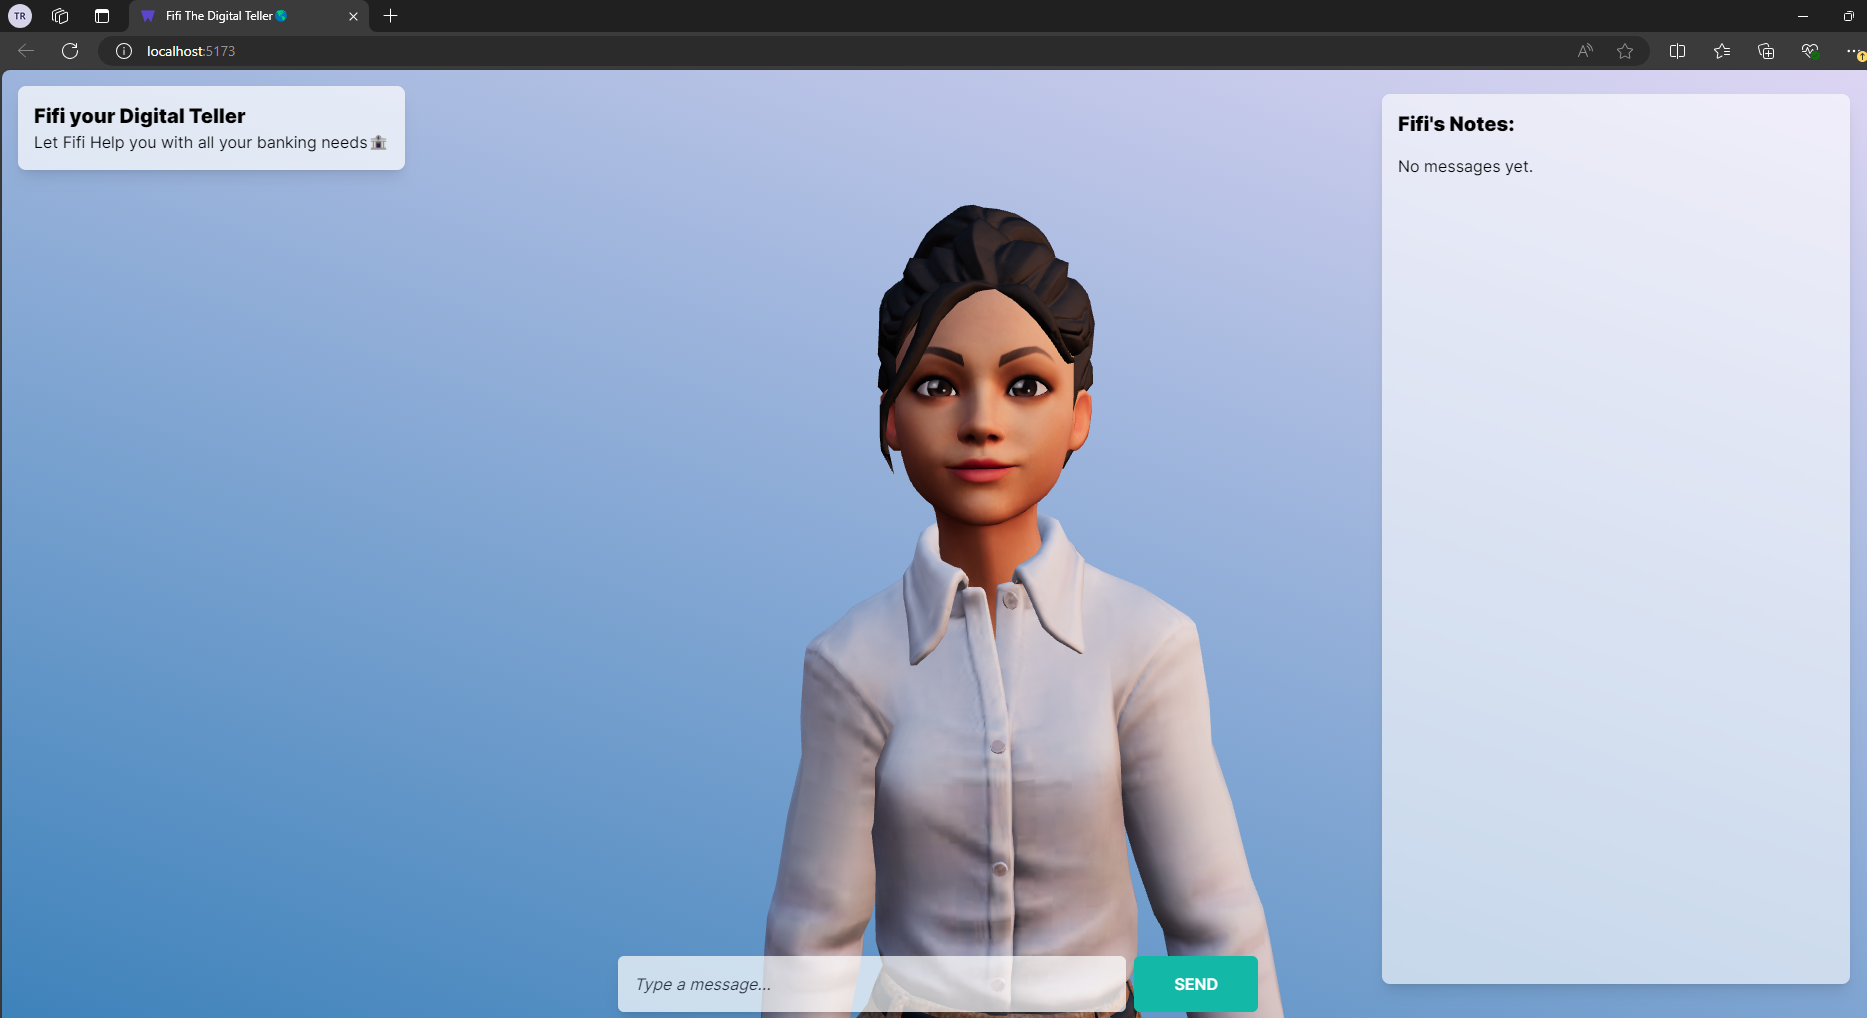 TR
Fifi The Digital Teller🌎
localhost:5173
Fifi your Digital Teller
Let Fifi Help you with all your banking needs🏦
Fifi's Notes:
No messages yet.
Type a message...
SEND